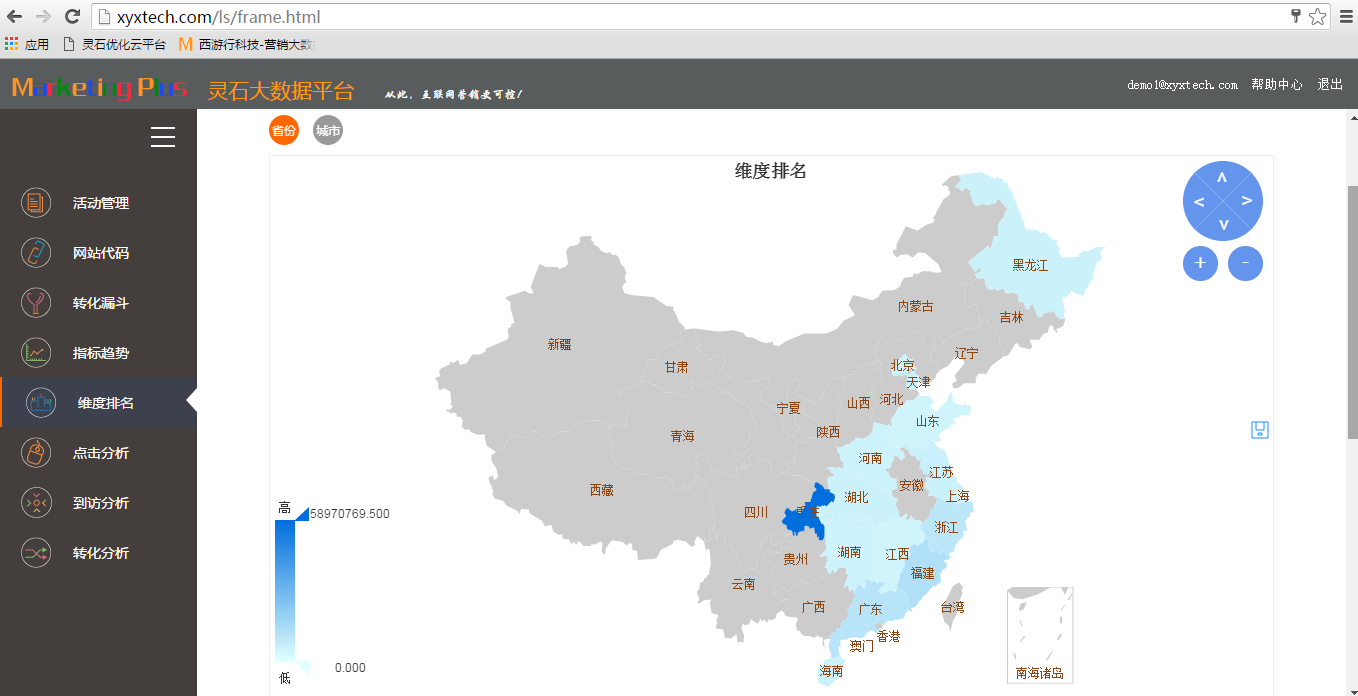 xyxtech.com/ls/frame.html
应用 灵石优化云平台 M 西游行科技-营销大数
Marketing Plus 灵石大数据平台 从此，互联网营销变可控！ demo1@xyxtech.com 帮助中心 退出
省份 城市
维度排名
活动管理
网站代码
转化漏斗
指标趋势
维度排名
点击分析
到访分析
转化分析
黑龙江
内蒙古
吉林
新疆
辽宁
北京
甘肃
天津
河北
山西
宁夏
山东
陕西
青海
河南
江苏
安徽
西藏
上海
湖北
四川
浙江
湖南
江西
贵州
福建
云南
广西
广东
台湾
香港
澳门
海南
南海诸岛
高
58970769.500
0.000
低
+
-